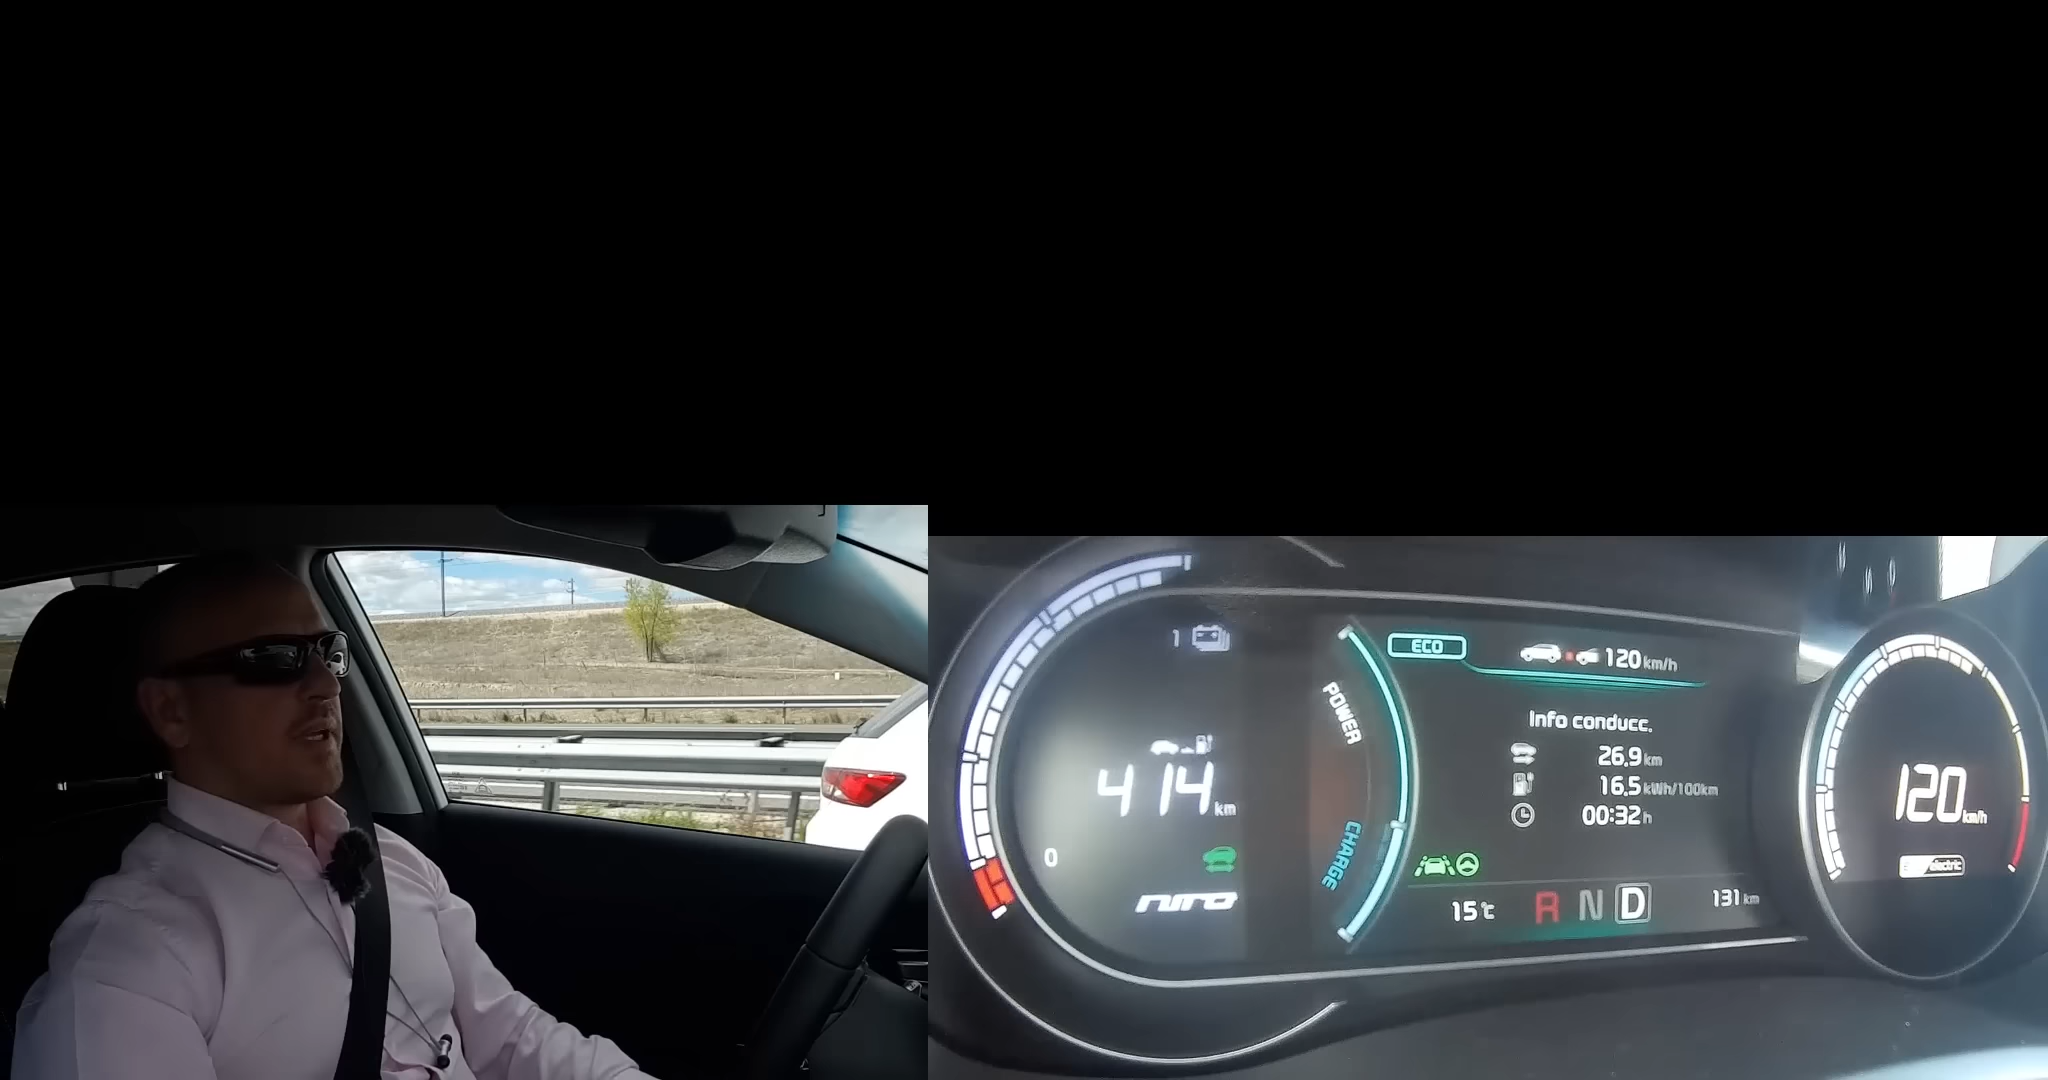 1
ECO
120 km/h
POWER
Info conducc.
26.9 km
414 km
16.5 kWh/100km
120 km/h
00:32 h
CHARGE
0
electric
niro
15°C
R N D
131 km